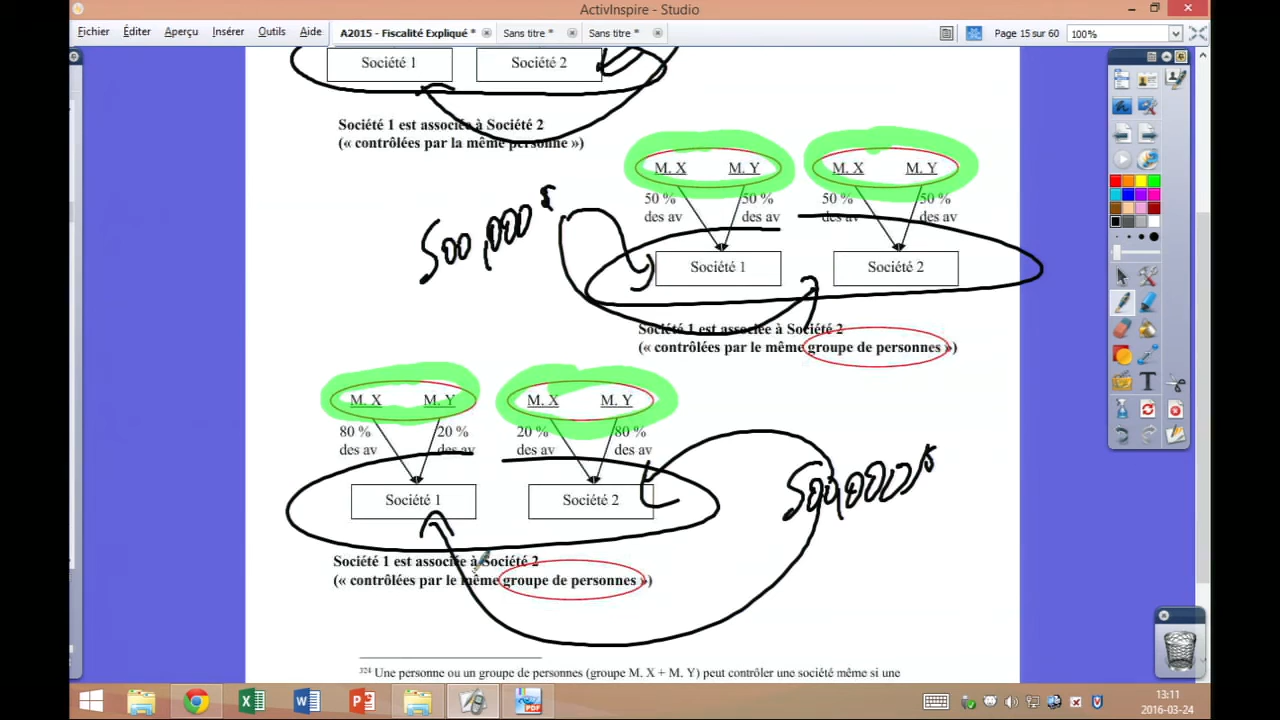 ActivInspire - Studio
Fichier Éditer Aperçu Insérer Outils Aide
A2015 - Fiscalité Expliqué * Sans titre * Sans titre *
Page 15 sur 60 100%
Société 1 Société 2
Société 1 est associée à Société 2
(« contrôlées par la même personne »)
M. X M. Y M. X M. Y
50 % 50 % 50 % 50 %
des av des av des av des av
500,000 $
Société 1 Société 2
Société 1 est associée à Société 2
(« contrôlées par le même groupe de personnes »)
M. X M. Y M. X M. Y
80 % 20 % 20 % 80 %
des av des av des av des av
500,000 $
Société 1 Société 2
Société 1 est associée à Société 2
(« contrôlées par le même groupe de personnes »)
324 Une personne ou un groupe de personnes (groupe M. X + M. Y) peut contrôler une société même si une
13:11
2016-03-24